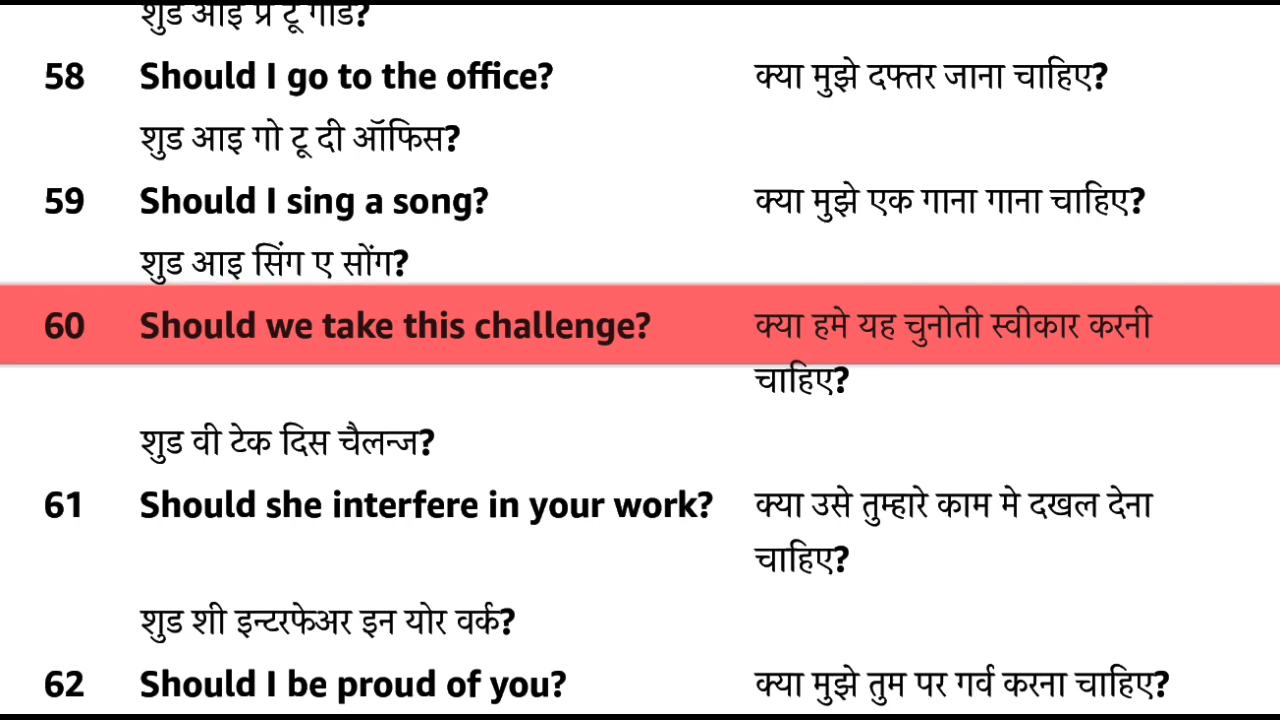 शुड आइ प्रे टू गॉड?
58 Should I go to the office? क्या मुझे दफ्तर जाना चाहिए?
शुड आइ गो टू दी ऑफिस?
59 Should I sing a song? क्या मुझे एक गाना गाना चाहिए?
शुड आइ सिंग ए सोंग?
60 Should we take this challenge? क्या हमे यह चुनोती स्वीकार करनी
चाहिए?
शुड वी टेक दिस चैलन्ज?
61 Should she interfere in your work? क्या उसे तुम्हारे काम मे दखल देना
चाहिए?
शुड शी इन्टरफेअर इन योर वर्क?
62 Should I be proud of you? क्या मुझे तुम पर गर्व करना चाहिए?